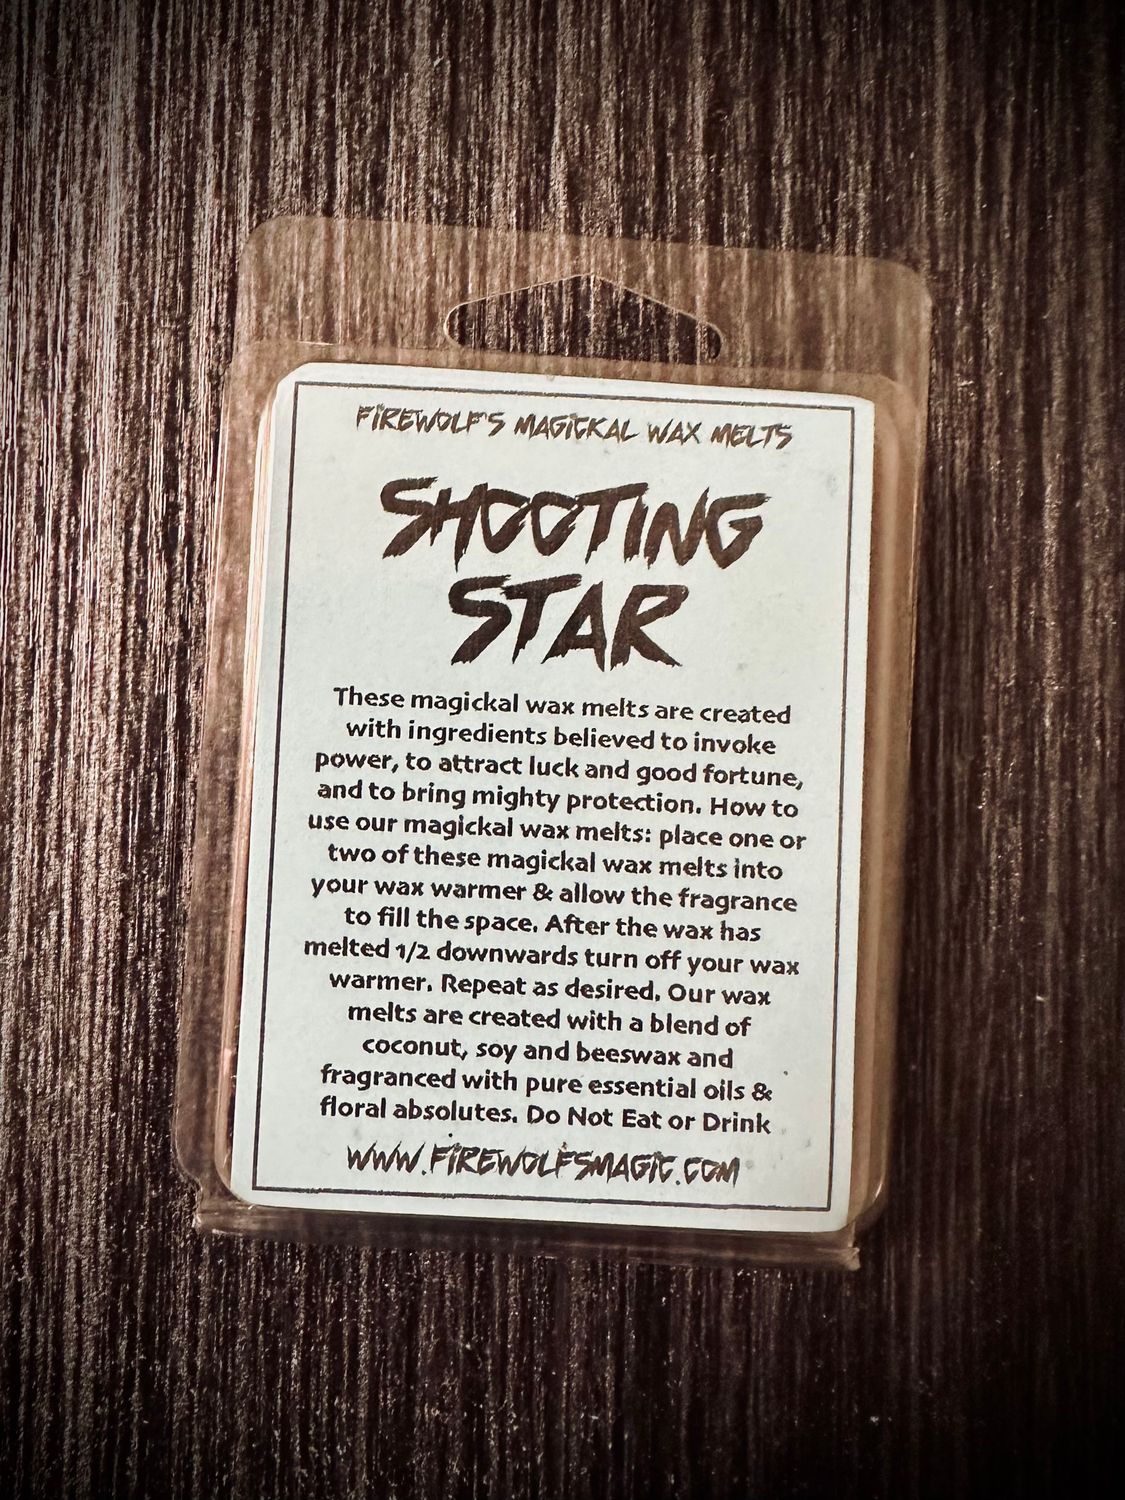 FIREWOLF'S MAGICKAL WAX MELTS
SHOOTING
STAR
These magickal wax melts are created
with ingredients believed to invoke
power, to attract luck and good fortune,
and to bring mighty protection. How to
use our magickal wax melts: place one or
two of these magickal wax melts into
your wax warmer & allow the fragrance
to fill the space. After the wax has
melted 1/2 downwards turn off your wax
warmer. Repeat as desired. Our wax
melts are created with a blend of
coconut, soy and beeswax and
fragranced with pure essential oils &
floral absolutes. Do Not Eat or Drink
WWW.FIREWOLFSMAGIC.COM